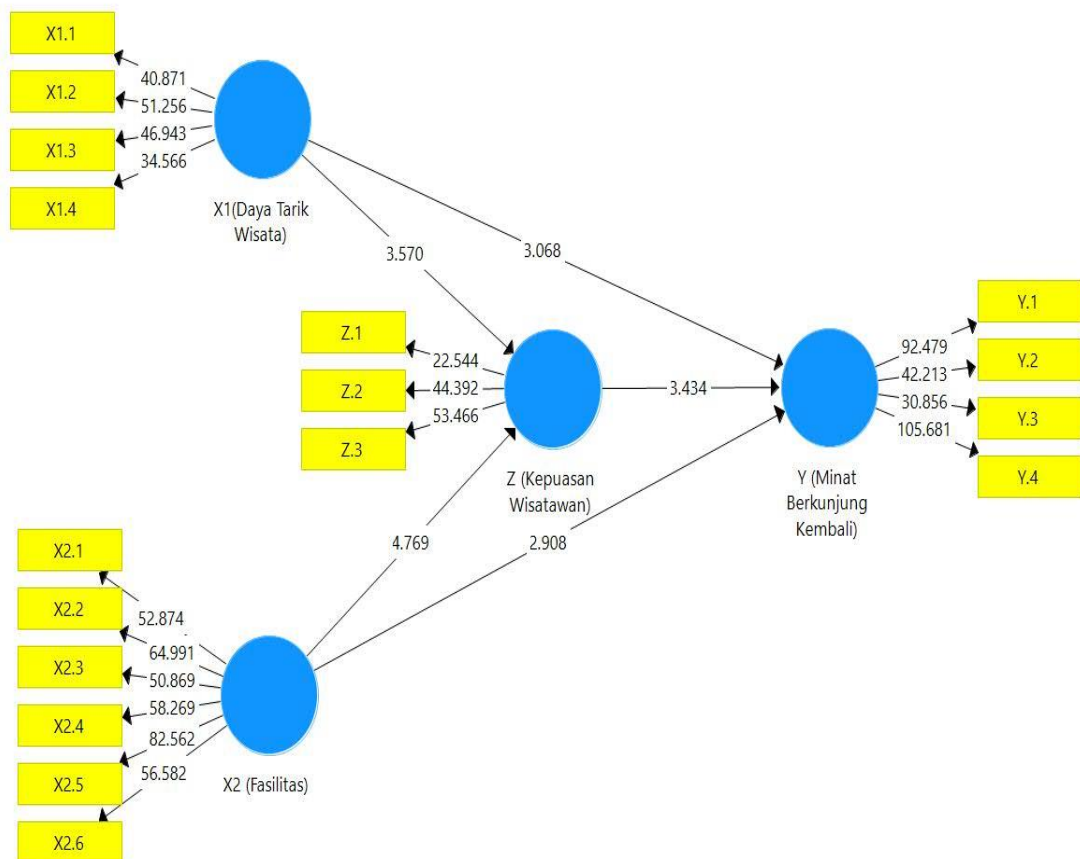 X1.1
X1.2
X1.3
X1.4
40.871
51.256
46.943
34.566
X1(Daya Tarik
Wisata)
3.570
3.068
Z.1
Z.2
Z.3
22.544
44.392
53.466
Z (Kepuasan
Wisatawan)
3.434
Y.1
Y.2
Y.3
Y.4
92.479
42.213
30.856
105.681
Y (Minat
Berkunjung
Kembali)
4.769
2.908
X2.1
X2.2
X2.3
X2.4
X2.5
X2.6
52.874
64.991
50.869
58.269
82.562
56.582
X2 (Fasilitas)